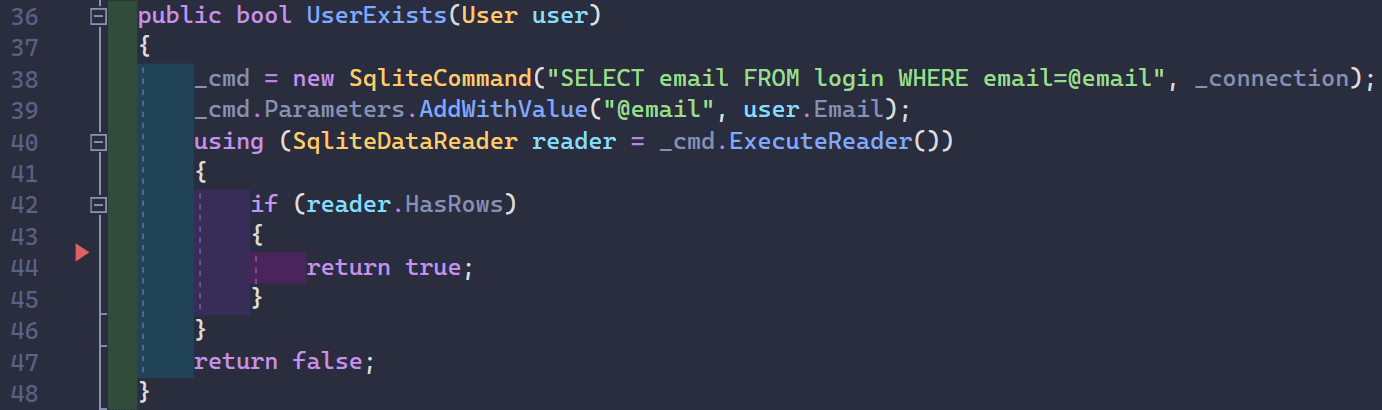 36 public bool UserExists(User user)
37 {
38 _cmd = new SqliteCommand("SELECT email FROM login WHERE email=@email", _connection);
39 _cmd.Parameters.AddWithValue("@email", user.Email);
40 using (SqliteDataReader reader = _cmd.ExecuteReader())
41 {
42 if (reader.HasRows)
43 {
44 return true;
45 }
46 }
47 return false;
48 }